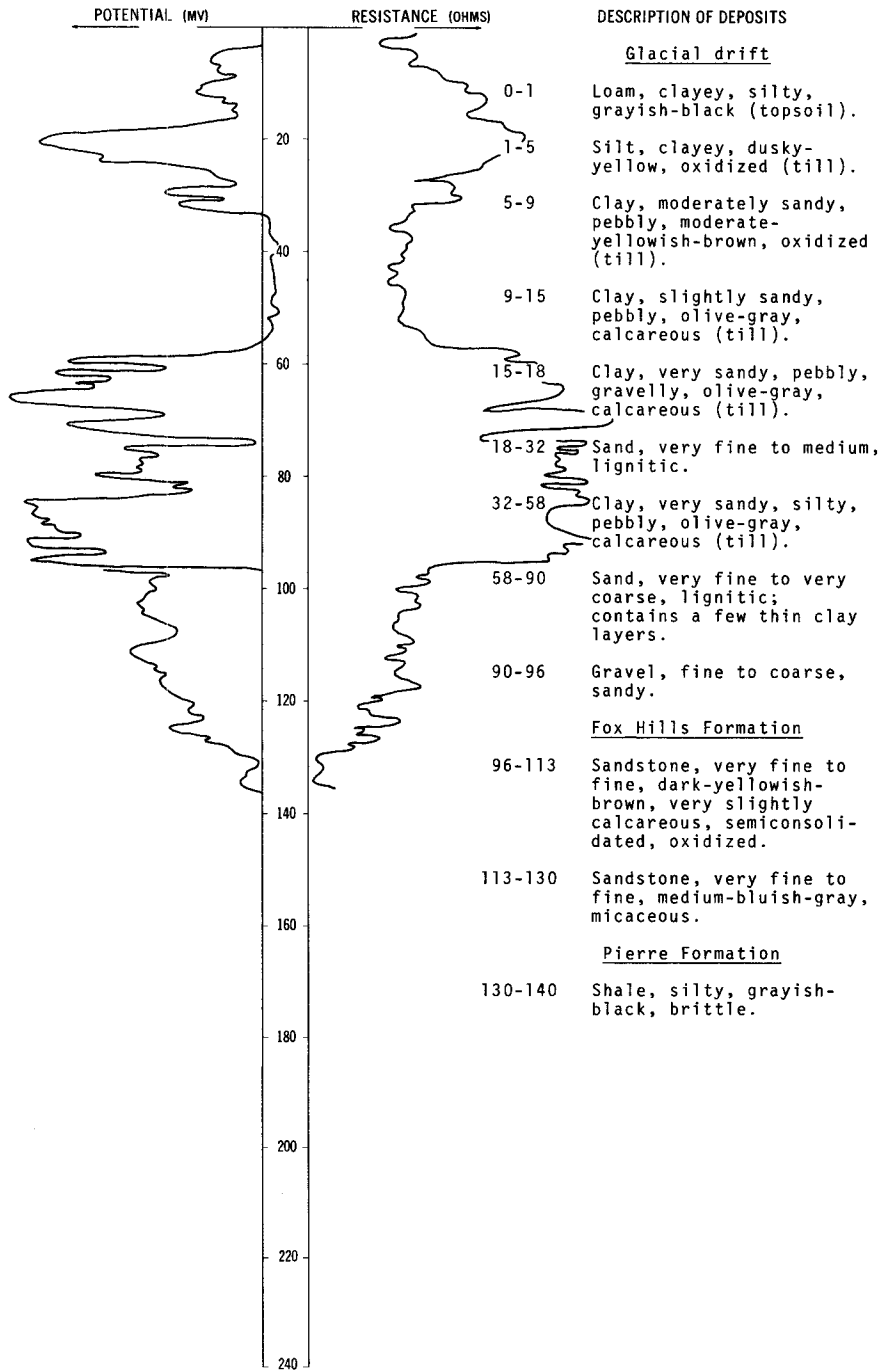 POTENTIAL (MV)
RESISTANCE (OHMS)
DESCRIPTION OF DEPOSITS
Glacial drift
0-1 Loam, clayey, silty,
grayish-black (topsoil).
1-5 Silt, clayey, dusky-
yellow, oxidized (till).
5-9 Clay, moderately sandy,
pebbly, moderate-
yellowish-brown, oxidized
(till).
9-15 Clay, slightly sandy,
pebbly, olive-gray,
calcareous (till).
15-18 Clay, very sandy, pebbly,
gravelly, olive-gray,
calcareous (till).
18-32 Sand, very fine to medium,
lignitic.
32-58 Clay, very sandy, silty,
pebbly, olive-gray,
calcareous (till).
58-90 Sand, very fine to very
coarse, lignitic;
contains a few thin clay
layers.
90-96 Gravel, fine to coarse,
sandy.
Fox Hills Formation
96-113 Sandstone, very fine to
fine, dark-yellowish-
brown, very slightly
calcareous, semiconsoli-
dated, oxidized.
113-130 Sandstone, very fine to
fine, medium-bluish-gray,
micaceous.
Pierre Formation
130-140 Shale, silty, grayish-
black, brittle.
20
40
60
80
100
120
140
160
180
200
220
240